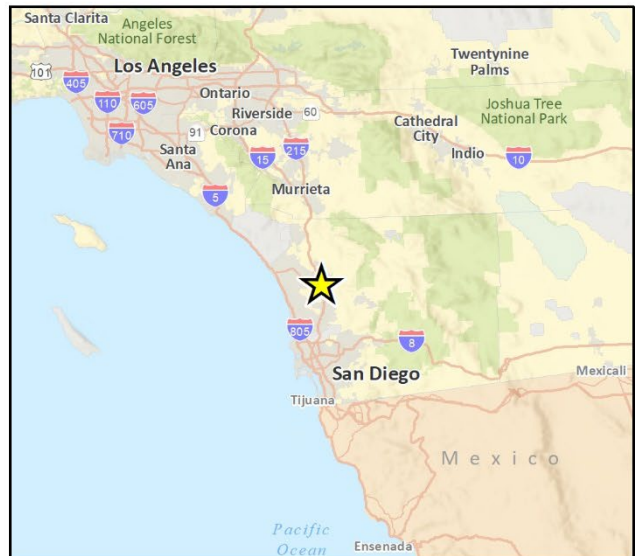 Santa Clarita
Angeles
National Forest
101
Los Angeles
405
110
605
710
Ontario
Riverside
60
91
Corona
Santa
Ana
15
215
5
Murrieta
Twentynine
Palms
Joshua Tree
National Park
Cathedral
City
Indio
10
805
8
San Diego
Mexicali
Tijuana
Mexico
Pacific
Ocean
Ensenada